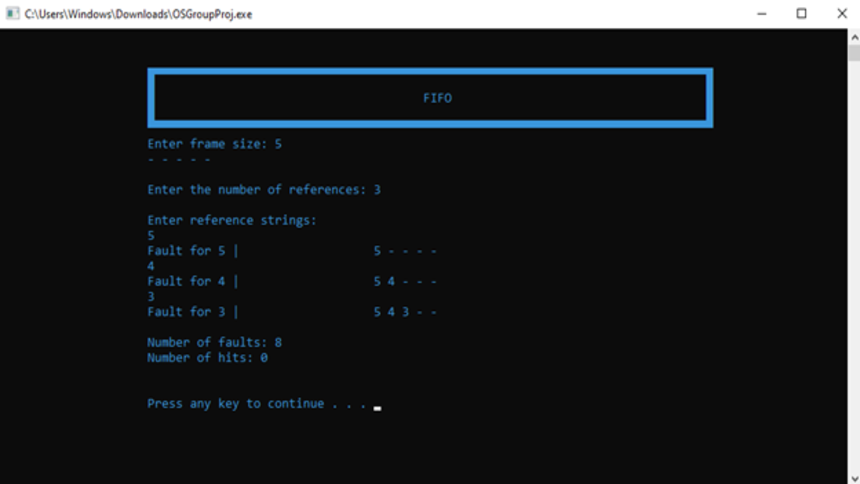 C:\Users\Windows\Downloads\OSGroupProj.exe
FIFO
Enter frame size: 5
- - - - -
Enter the number of references: 3
Enter reference strings:
5
Fault for 5 | 5 - - - -
4
Fault for 4 | 5 4 - - -
3
Fault for 3 | 5 4 3 - -
Number of faults: 8
Number of hits: 0
Press any key to continue . . .